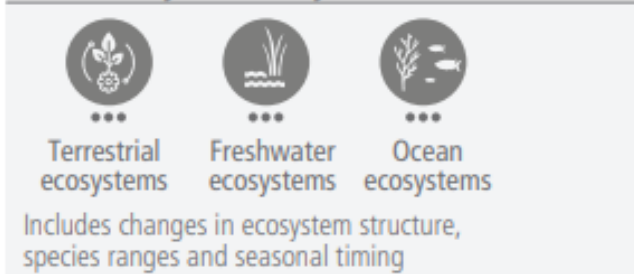 Terrestrial ecosystems
Freshwater ecosystems
Ocean ecosystems
Includes changes in ecosystem structure,
species ranges and seasonal timing